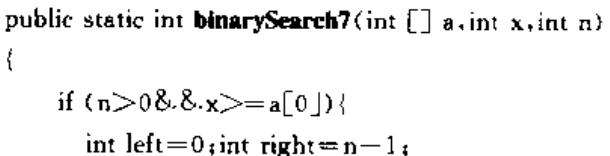 public static int binarySearch7(int [] a,int x,int n)
{
if (n>0&&x>=a[0]){
int left=0;int right=n-1;